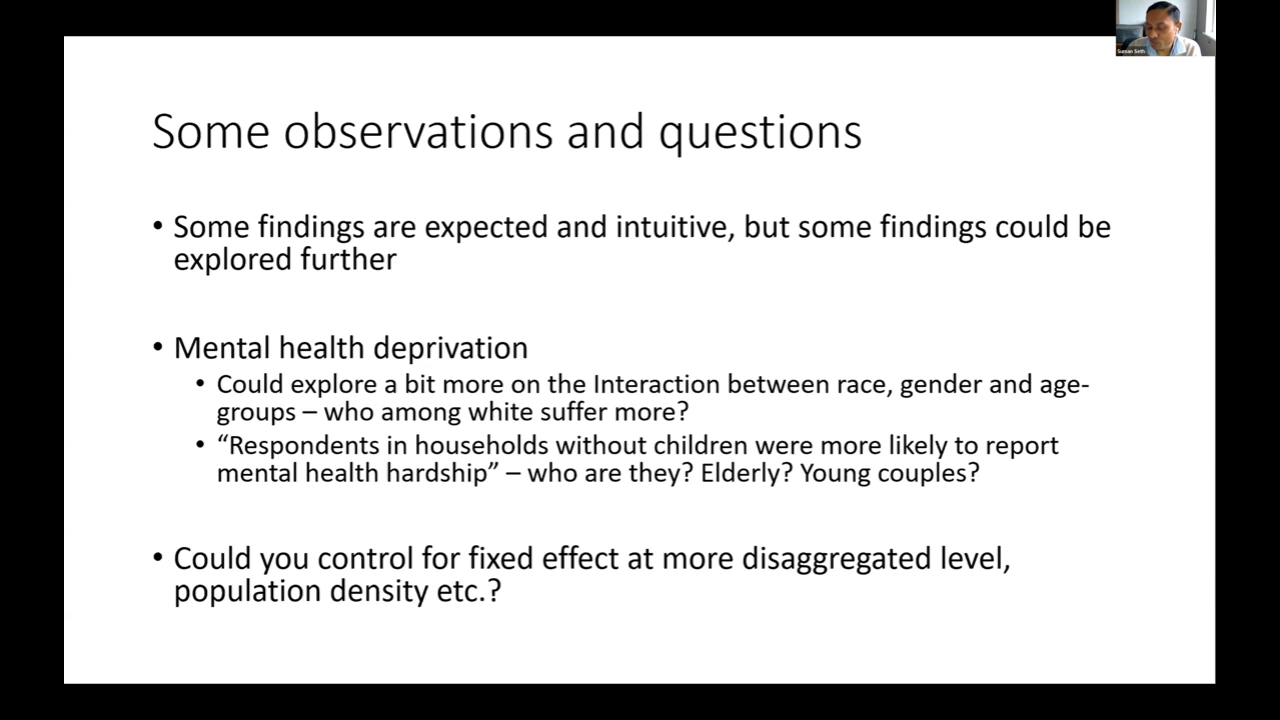 Suman Seth
Some observations and questions
• Some findings are expected and intuitive, but some findings could be
explored further
• Mental health deprivation
• Could explore a bit more on the Interaction between race, gender and age-
groups – who among white suffer more?
• “Respondents in households without children were more likely to report
mental health hardship” – who are they? Elderly? Young couples?
• Could you control for fixed effect at more disaggregated level,
population density etc.?